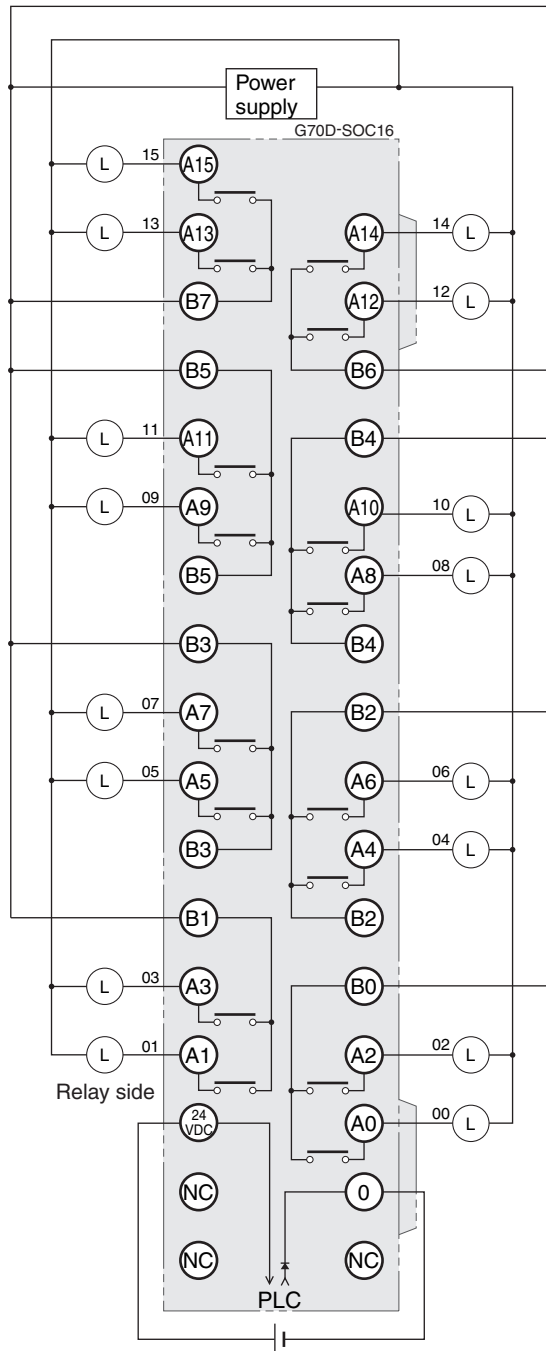 Power
supply
G70D-SOC16
L 15 A15
L 13 A13 A14 14 L
B7 A12 12 L
B5 B6
L 11 A11 B4
L 09 A9 A10 10 L
B5 A8 08 L
B3 B4
L 07 A7 B2
L 05 A5 A6 06 L
B3 A4 04 L
B1 B2
L 03 A3 B0
L 01 A1 A2 02 L
Relay side
24
VDC A0 00 L
NC 0
NC NC
PLC